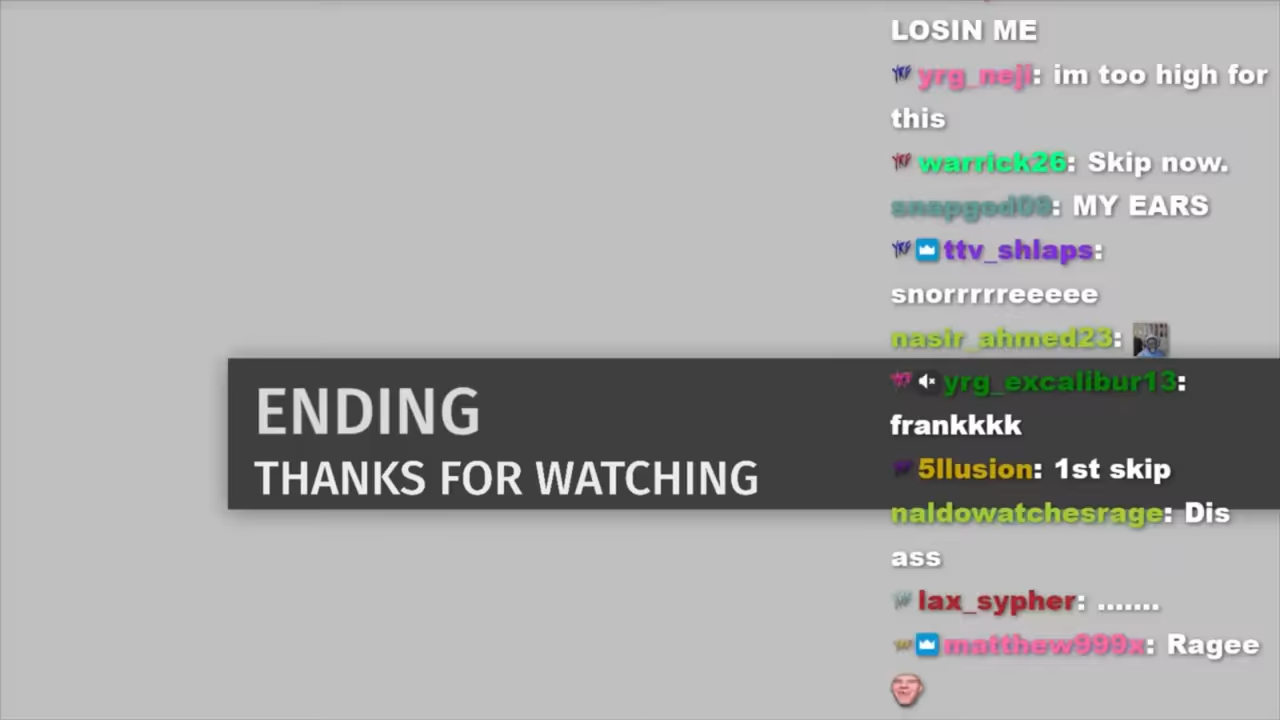 LOSIN ME
yrg_neji: im too high for
this
warrick26: Skip now.
snapgod09: MY EARS
ttv_shlaps:
snorrrrreeeee
nasir_ahmed23:
ENDING
THANKS FOR WATCHING
yrg_excalibur13:
frankkkk
5llusion: 1st skip
naldowatchesrage: Dis
ass
lax_sypher: .......
matthew999x: Ragee